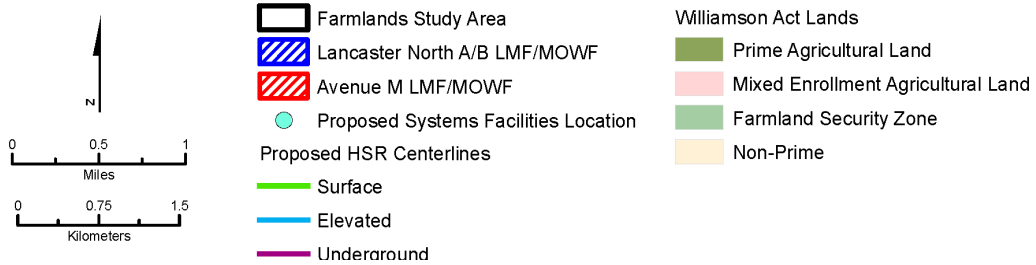 N
0 0.5 1
Miles
0 0.75 1.5
Kilometers
Farmlands Study Area
Lancaster North A/B LMF/MOWF
Avenue M LMF/MOWF
Proposed Systems Facilities Location
Proposed HSR Centerlines
Surface
Elevated
Underground
Williamson Act Lands
Prime Agricultural Land
Mixed Enrollment Agricultural Land
Farmland Security Zone
Non-Prime